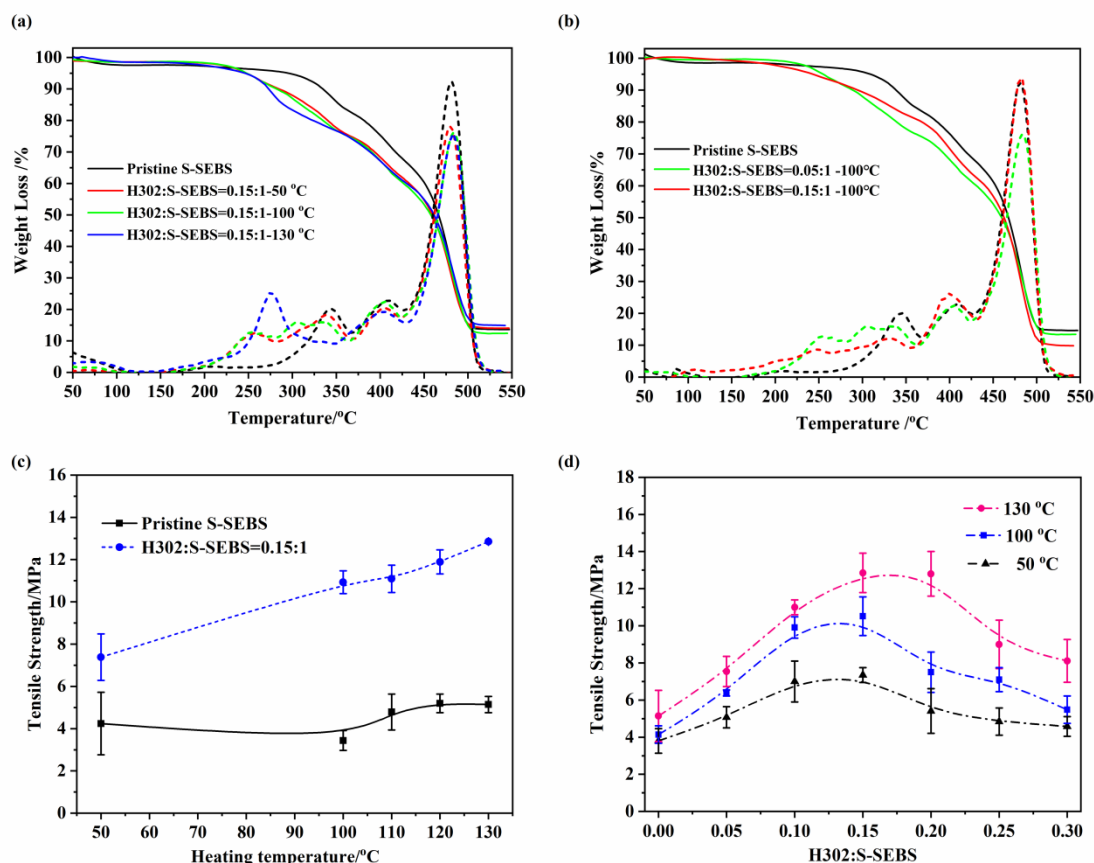 (a)
100
90
80
70
60
50
40
30
20
10
0
Weight Loss/%
Pristine S-SEBS
H302:S-SEBS=0.15:1-50 °C
H302:S-SEBS=0.15:1-100 °C
H302:S-SEBS=0.15:1-130 °C
50 100 150 200 250 300 350 400 450 500 550
Temperature/°C
(b)
100
90
80
70
60
50
40
30
20
10
0
Weight Loss/%
Pristine S-SEBS
H302:S-SEBS=0.05:1 -100°C
H302:S-SEBS=0.15:1 -100°C
50 100 150 200 250 300 350 400 450 500 550
Temperature /°C
(c)
16
14
12
10
8
6
4
2
0
Tensile Strength/MPa
Pristine S-SEBS
H302:S-SEBS=0.15:1
50 60 70 80 90 100 110 120 130
Heating temperature/°C
(d)
18
16
14
12
10
8
6
4
2
0
Tensile Strength/MPa
130 °C
100 °C
50 °C
0.00 0.05 0.10 0.15 0.20 0.25 0.30
H302:S-SEBS